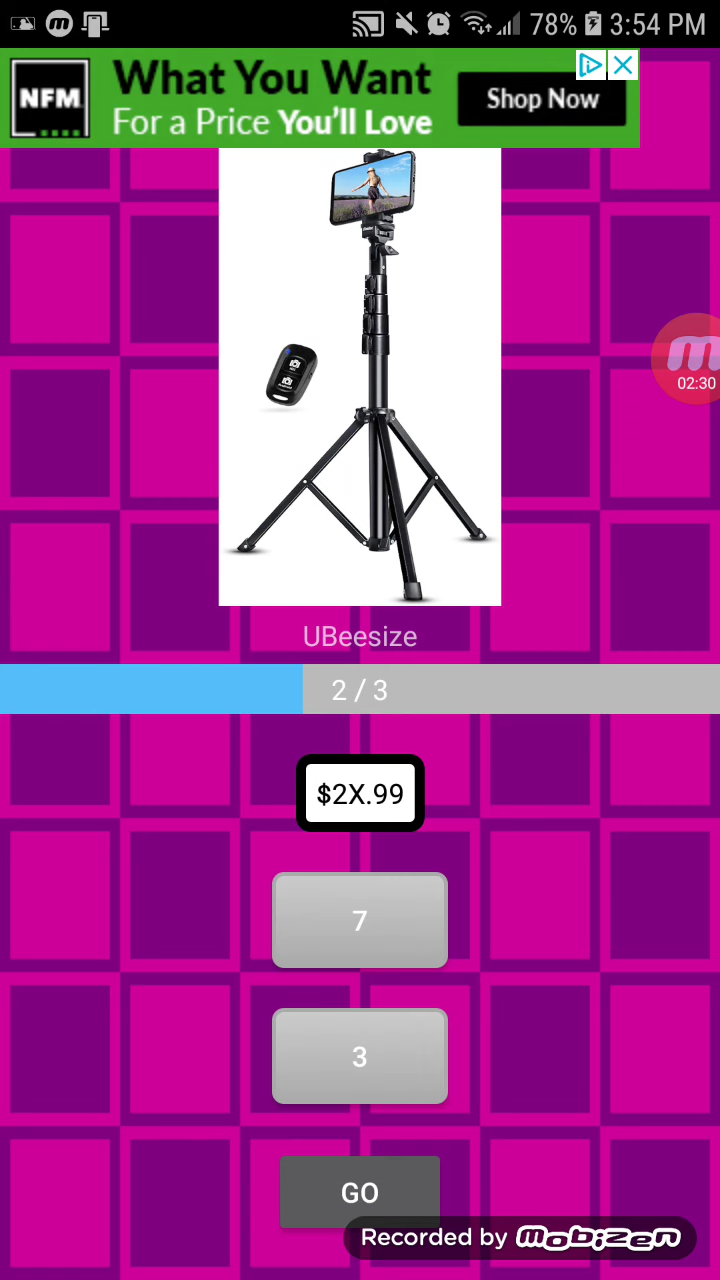 78% 3:54 PM
NFM
What You Want
For a Price You'll Love
Shop Now
02:30
UBeesize
2 / 3
$2X.99
7
3
GO
Recorded by mobizen